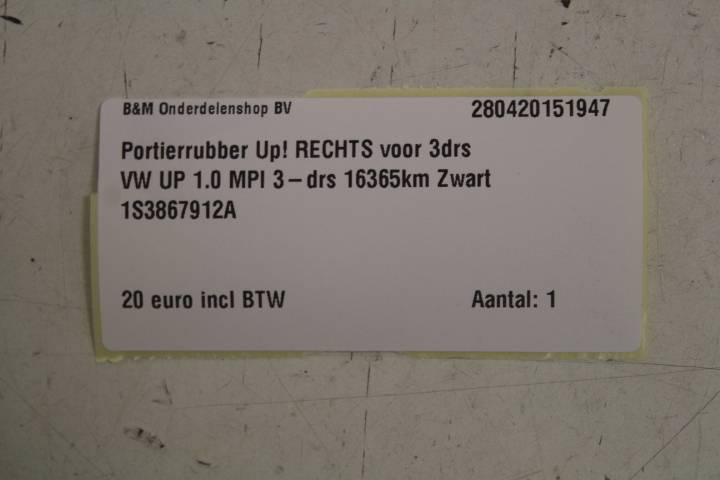 B&M Onderdelenshop BV 280420151947
Portierrubber Up! RECHTS voor 3drs
VW UP 1.0 MPI 3-drs 16365km Zwart
1S3867912A
20 euro incl BTW Aantal: 1